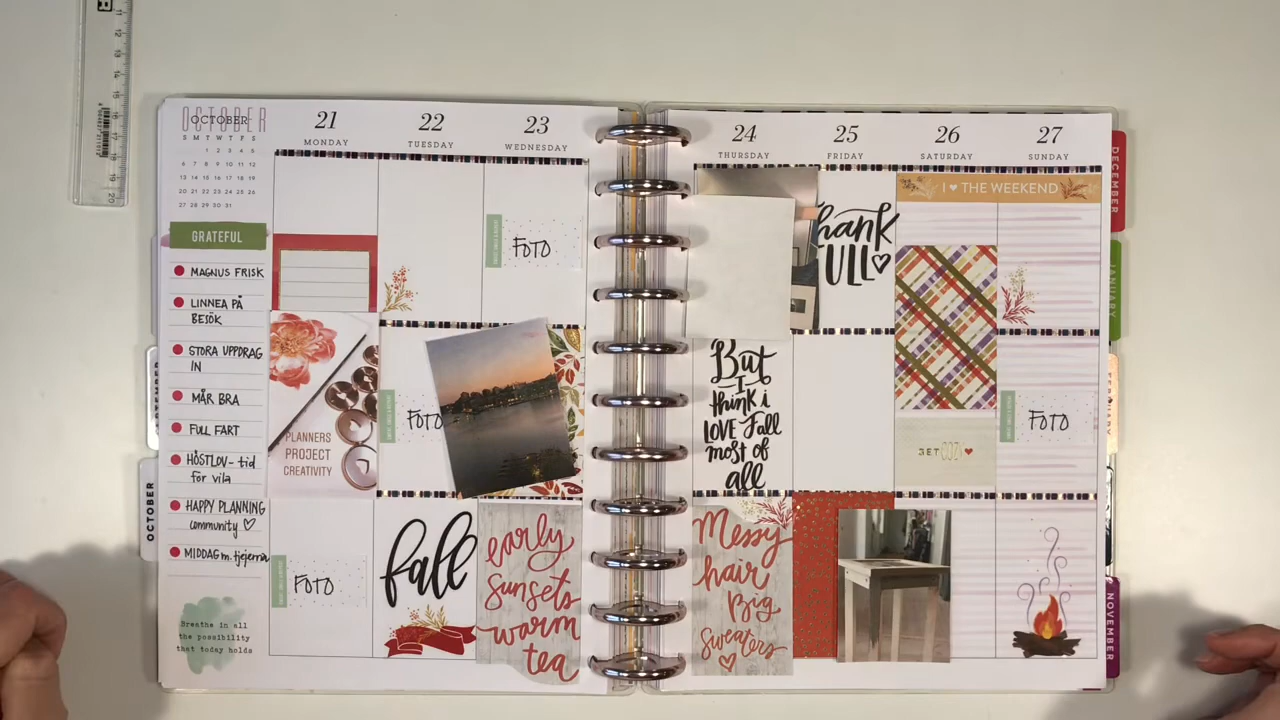 OCTOBER
OCTOBER
S M T W T F S
1 2 3 4 5
6 7 8 9 10 11 12
13 14 15 16 17 18 19
20 21 22 23 24 25 26
27 28 29 30 31
GRATEFUL
MAGNUS FRISK
LINNEA PÅ
BESÖK
STORA UPPDRAG
IN
MÅR BRA
FULL FART
HÖSTLOV-tid
för vila
HAPPY PLANNING
community ♡
MIDDAG m. tjejerna
Breathe in all
the possibility
that today holds
21
MONDAY
22
TUESDAY
23
WEDNESDAY
FOTO
PLANNERS
PROJECT
CREATIVITY
FOTO
FOTO
fall
early
sunsets
warm
tea
24
THURSDAY
25
FRIDAY
26
SATURDAY
27
SUNDAY
hank
ULL♡
I ♥ THE WEEKEND
But
I
think i
LOVE Fall
most of
all
FOTO
Messy
hair
Big
Sweaters
♡
OCTOBER
DECEMBER
JANUARY
NOVEMBER